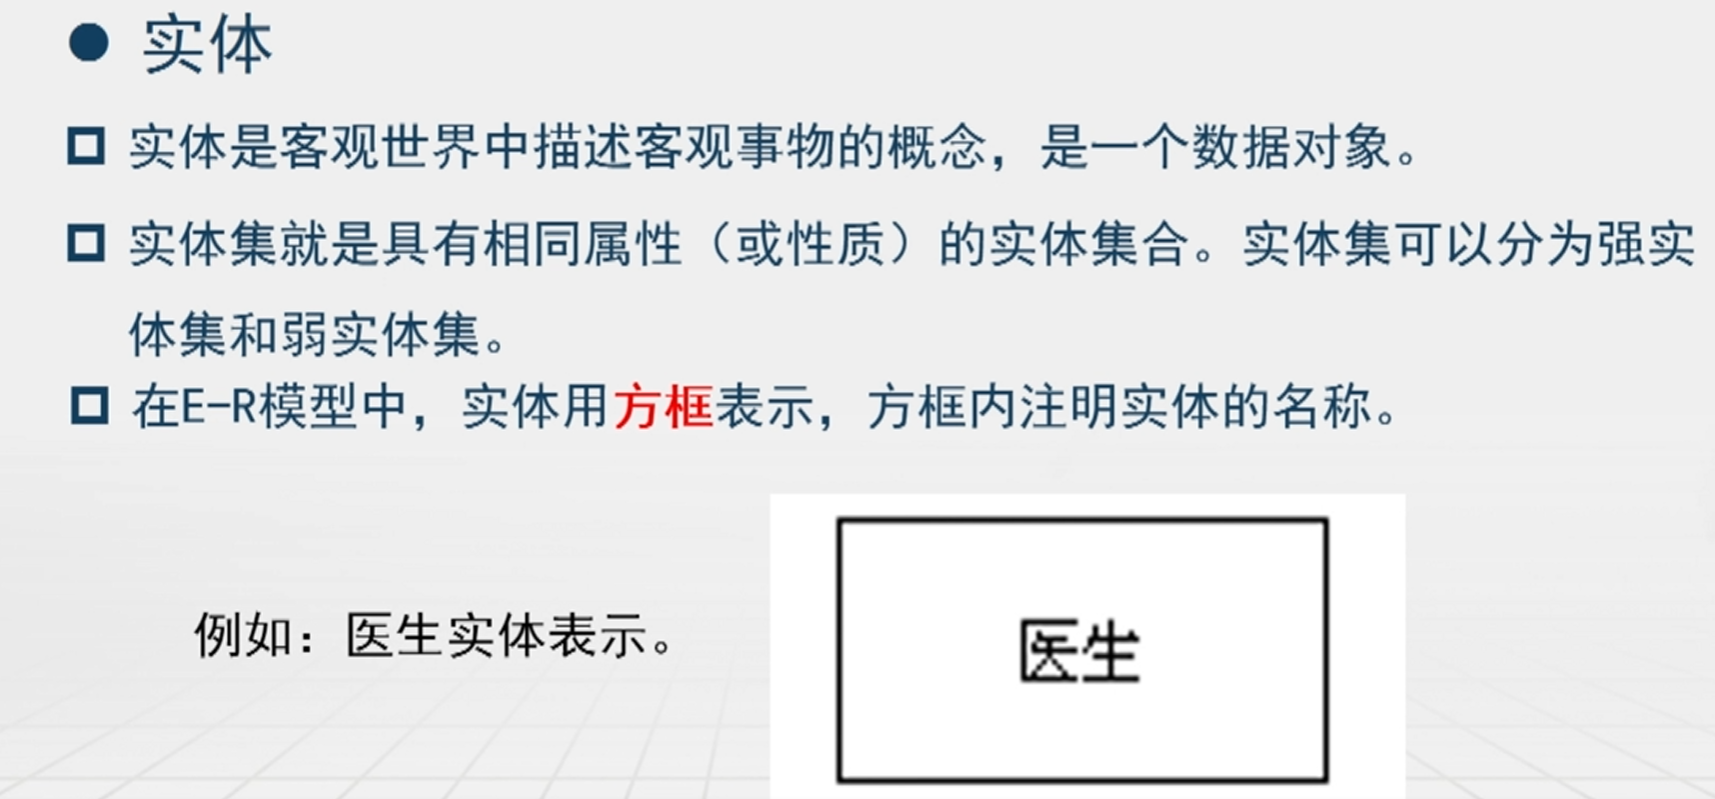 实体
实体是客观世界中描述客观事物的概念，是一个数据对象。
实体集就是具有相同属性（或性质）的实体集合。实体集可以分为强实
体集和弱实体集。
在E-R模型中，实体用方框表示，方框内注明实体的名称。
例如：医生实体表示。
医生